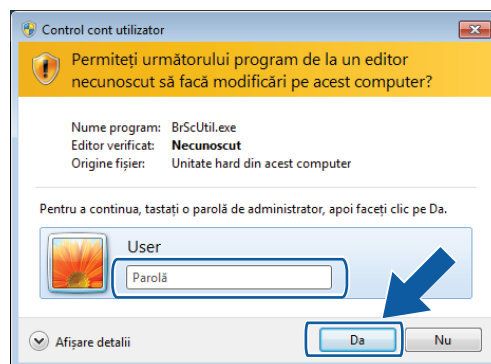 Control cont utilizator
Permiteți următorului program de la un editor
necunoscut să facă modificări pe acest computer?
Nume program: BrScUtil.exe
Editor verificat: Necunoscut
Origine fișier: Unitate hard din acest computer
Pentru a continua, tastați o parolă de administrator, apoi faceți clic pe Da.
User
Parolă
Afișare detalii Da Nu